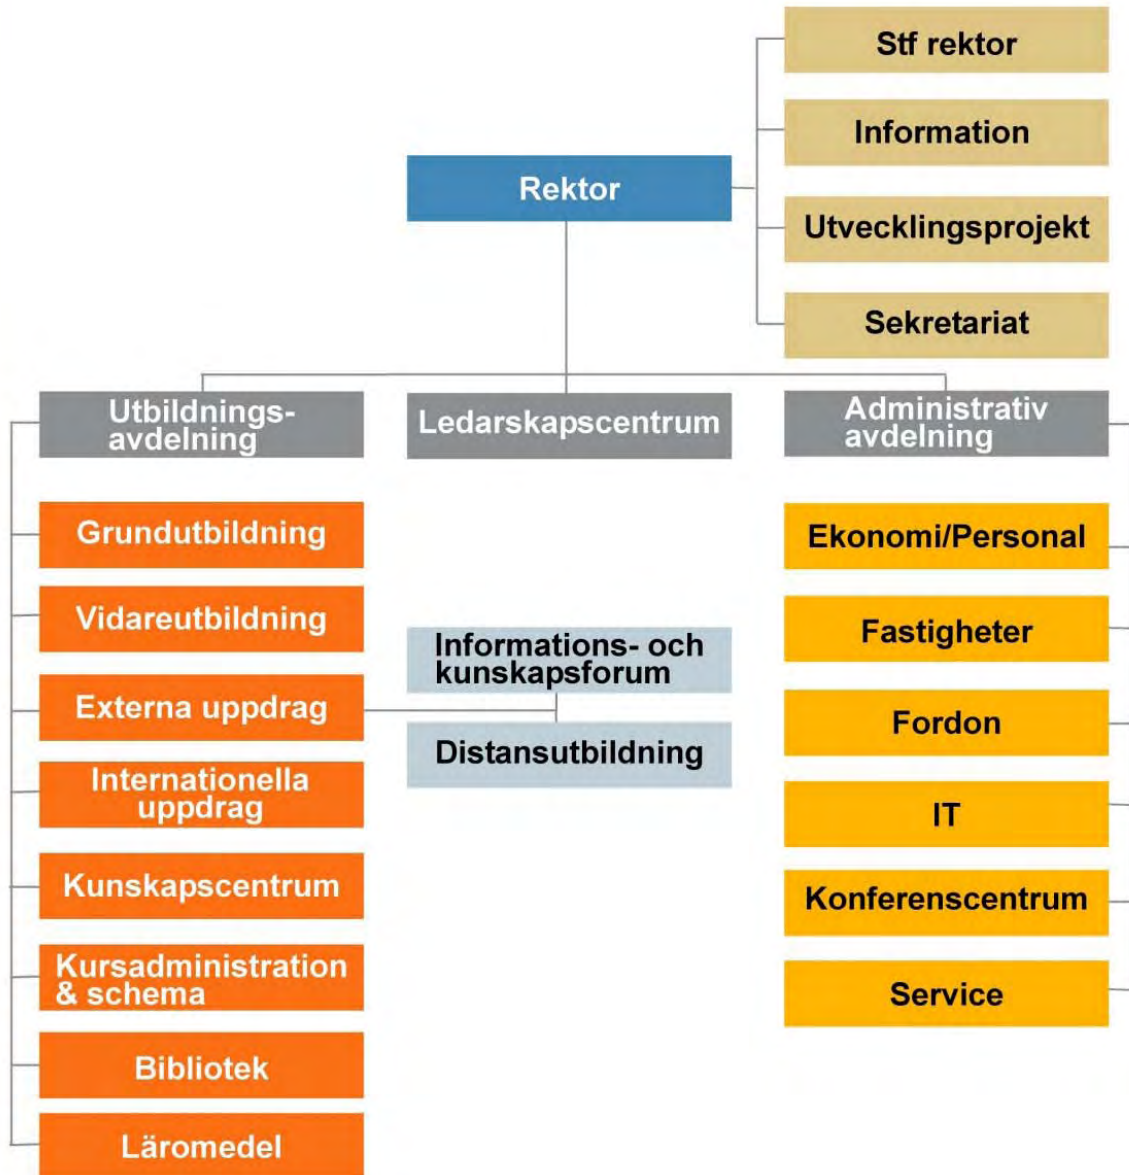 Stf rektor
Information
Rektor
Utvecklingsprojekt
Sekretariat
Utbildnings-
avdelning
Ledarskapscentrum
Administrativ
avdelning
Grundutbildning
Vidareutbildning
Externa uppdrag
Internationella
uppdrag
Kunskapscentrum
Kursadministration
& schema
Bibliotek
Läromedel
Informations- och
kunskapsforum
Distansutbildning
Ekonomi/Personal
Fastigheter
Fordon
IT
Konferenscentrum
Service